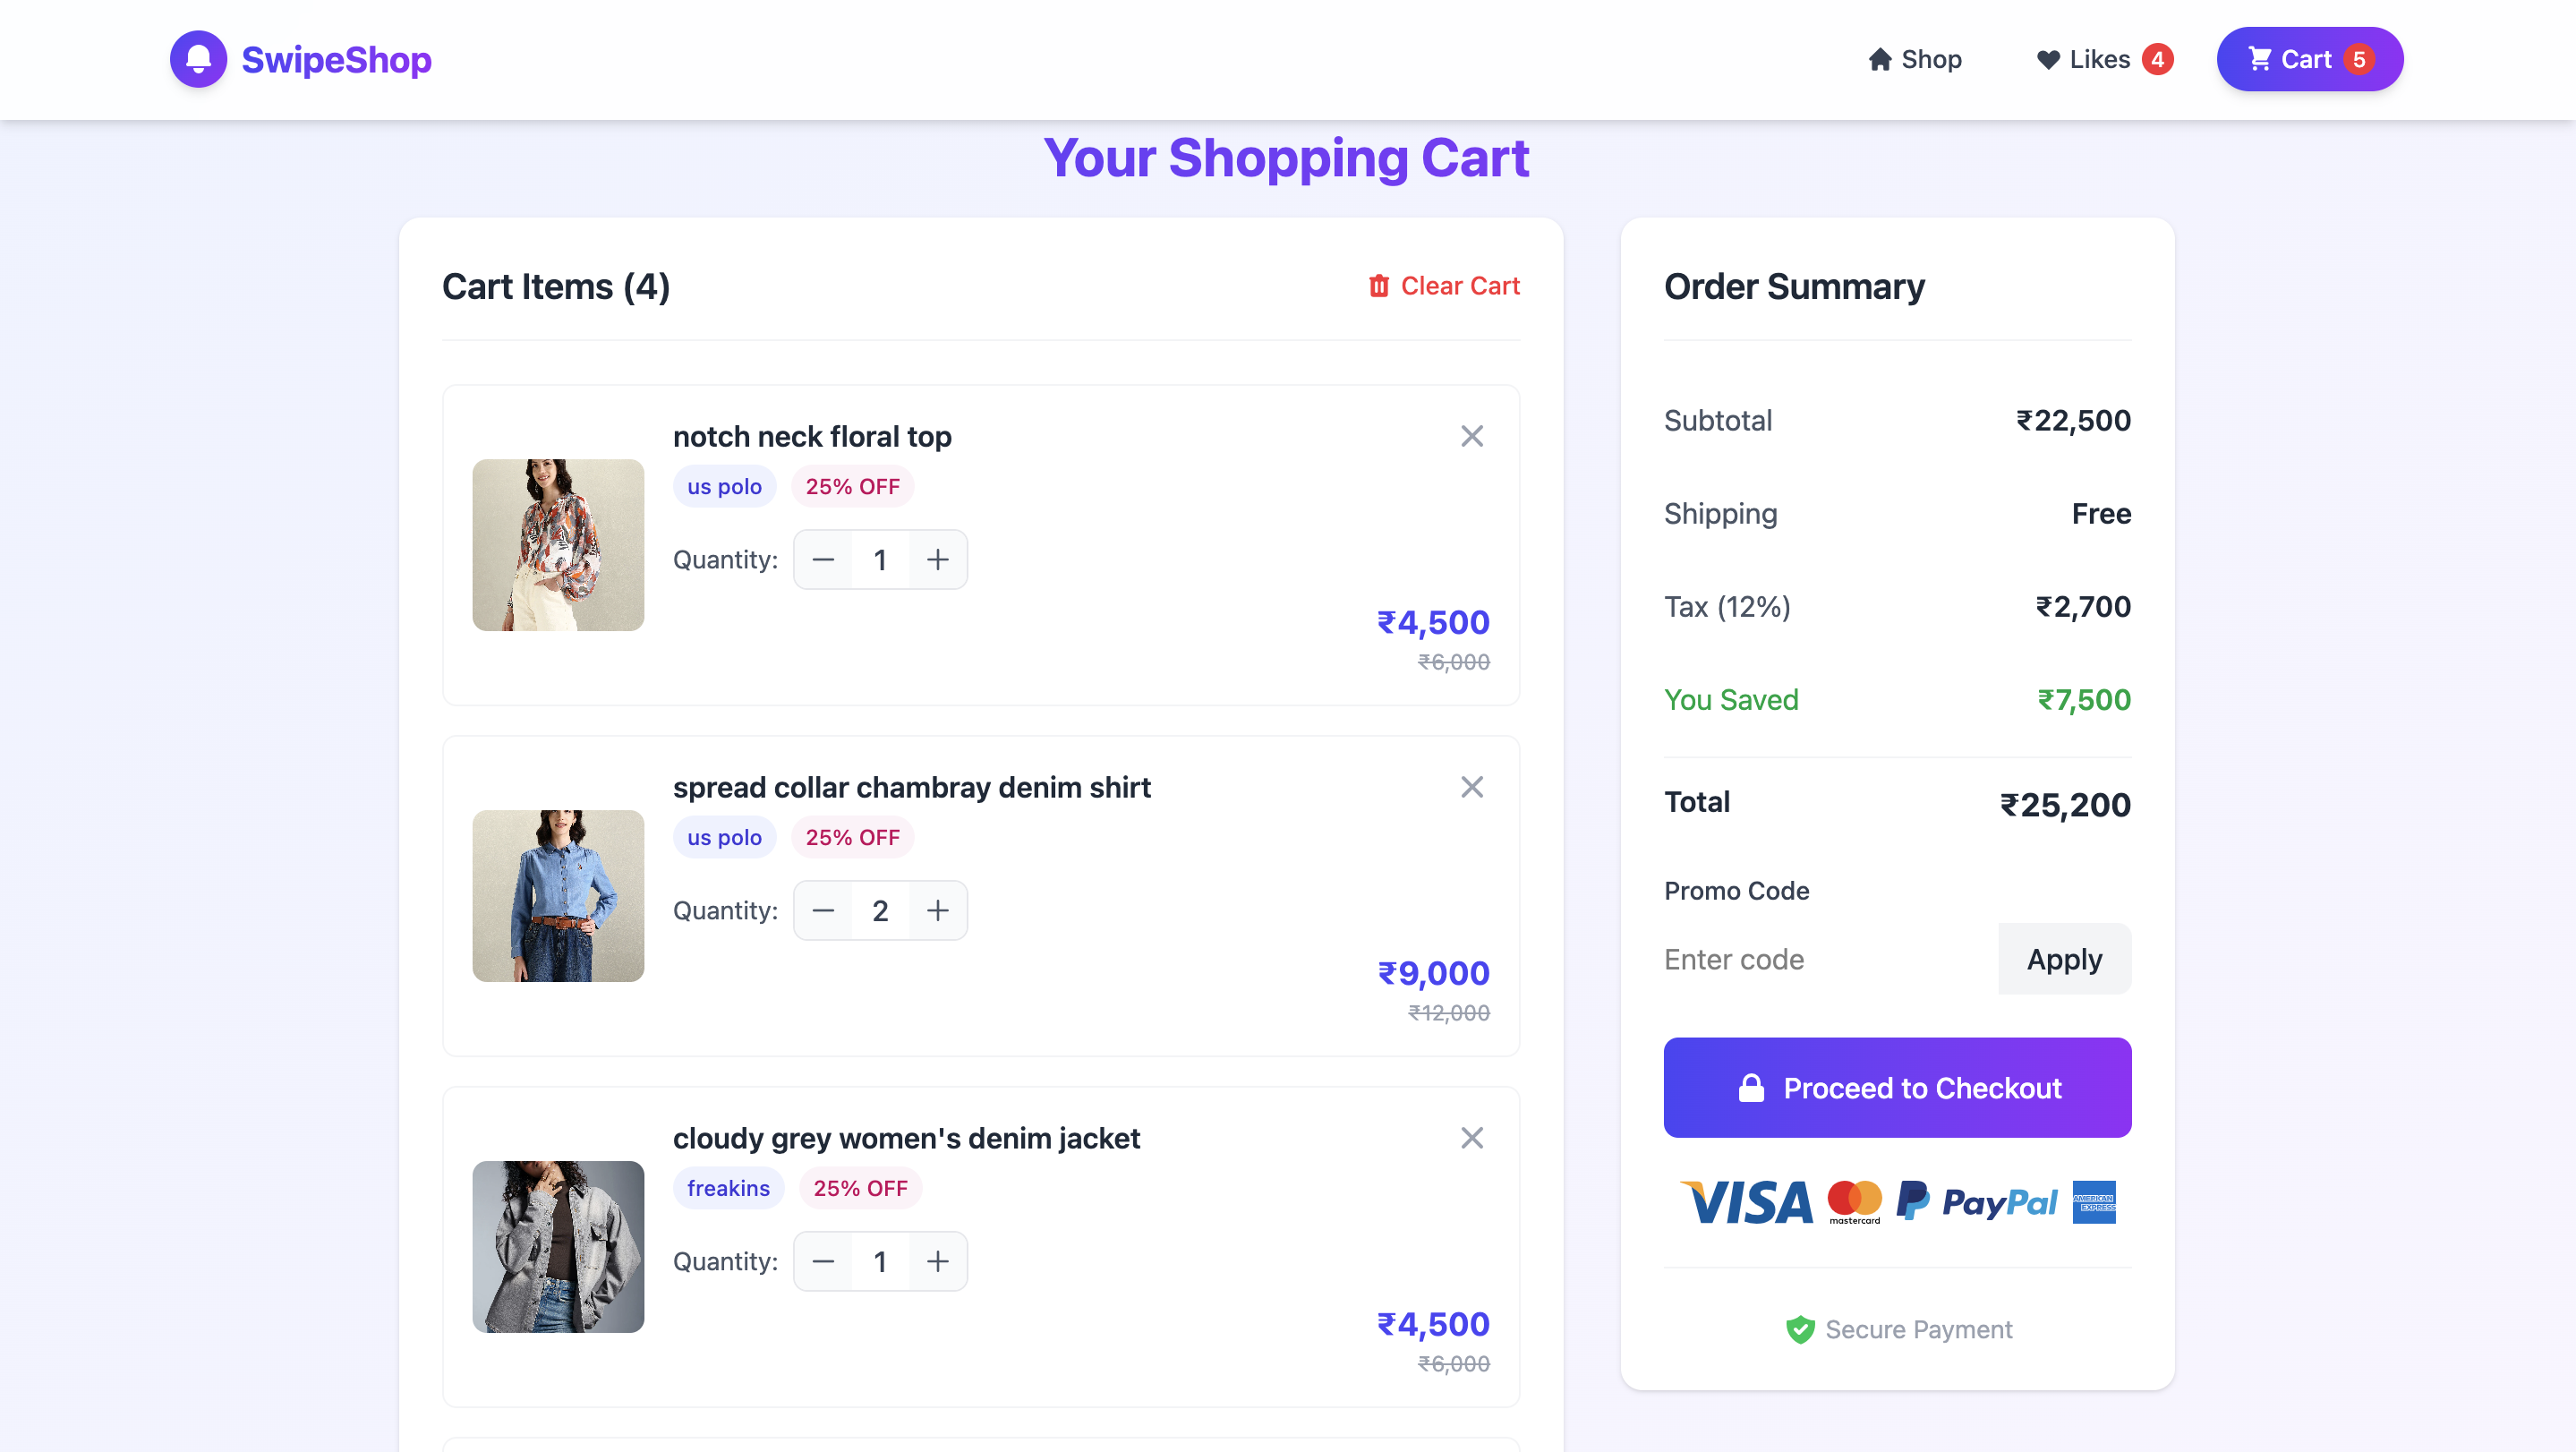 SwipeShop
Shop
Likes 4
Cart 5
Your Shopping Cart
Cart Items (4)
Clear Cart
notch neck floral top
us polo 25% OFF
Quantity: − 1 +
₹4,500
₹6,000
spread collar chambray denim shirt
us polo 25% OFF
Quantity: − 2 +
₹9,000
₹12,000
cloudy grey women's denim jacket
freakins 25% OFF
Quantity: − 1 +
₹4,500
₹6,000
Order Summary
Subtotal ₹22,500
Shipping Free
Tax (12%) ₹2,700
You Saved ₹7,500
Total ₹25,200
Promo Code
Enter code Apply
Proceed to Checkout
VISA mastercard PayPal AMERICAN EXPRESS
Secure Payment